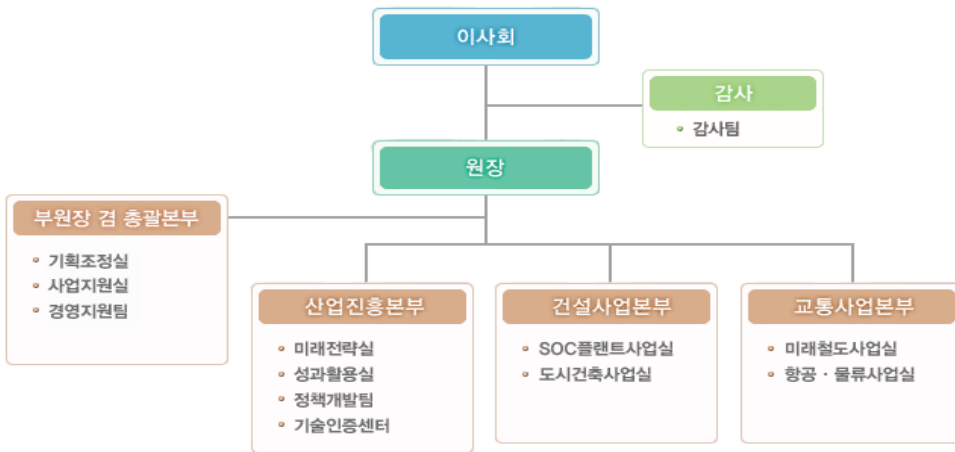 이사회
감사
감사팀
원장
부원장 겸 총괄본부
기획조정실
사업지원실
경영지원팀
산업진흥본부
미래전략실
성과활용실
정책개발팀
기술인증센터
건설사업본부
SOC플랜트사업실
도시건축사업실
교통사업본부
미래철도사업실
항공 · 물류사업실